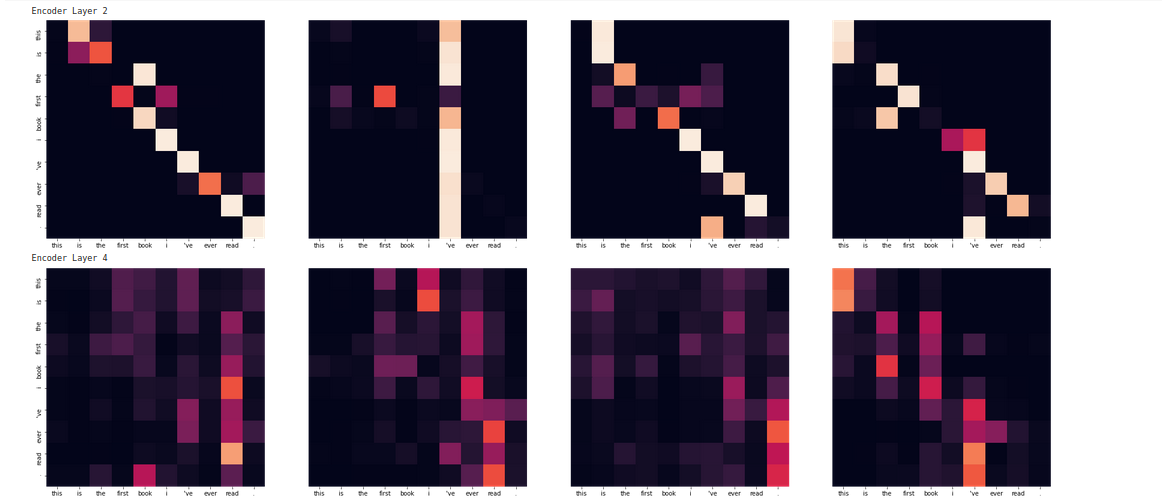 Encoder Layer 2
this
is
the
first
book
i
've
ever
read
.
this is the first book i 've ever read .
this is the first book i 've ever read .
this is the first book i 've ever read .
this is the first book i 've ever read .
Encoder Layer 4
this
is
the
first
book
i
've
ever
read
.
this is the first book i 've ever read .
this is the first book i 've ever read .
this is the first book i 've ever read .
this is the first book i 've ever read .